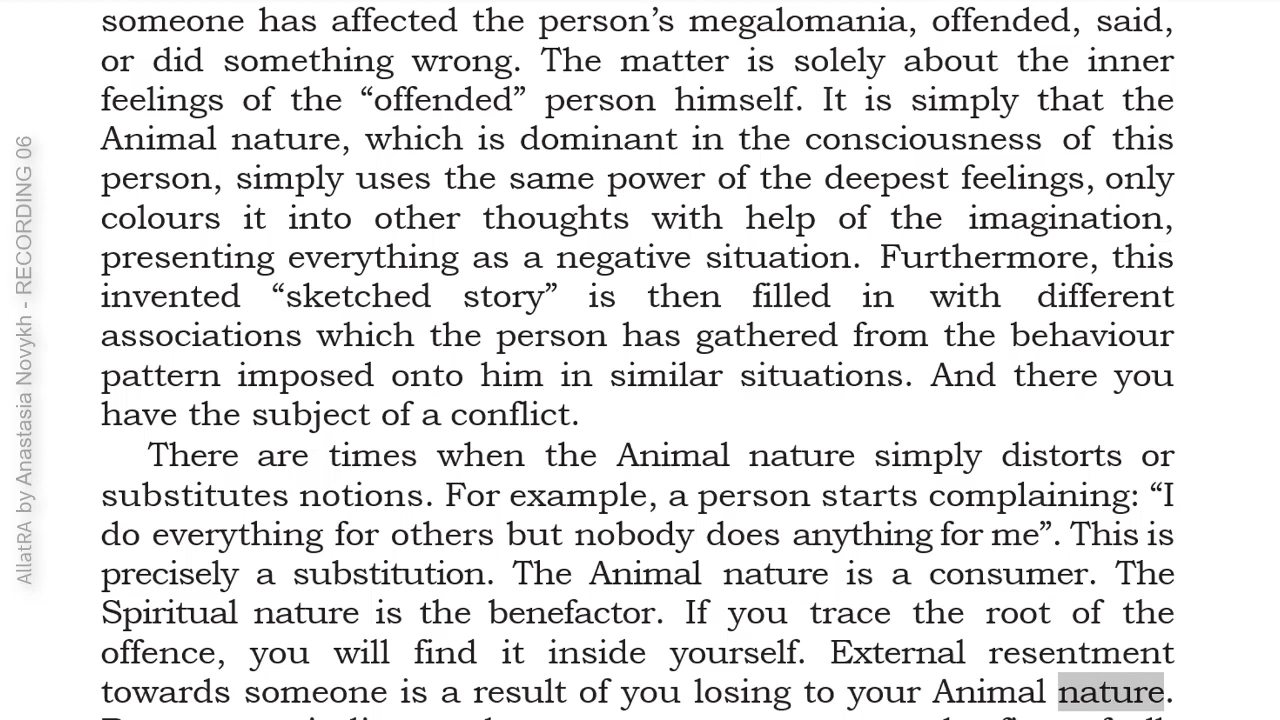 someone has affected the person’s megalomania, offended, said,
or did something wrong. The matter is solely about the inner
feelings of the “offended” person himself. It is simply that the
Animal nature, which is dominant in the consciousness of this
person, simply uses the same power of the deepest feelings, only
colours it into other thoughts with help of the imagination,
presenting everything as a negative situation. Furthermore, this
invented “sketched story” is then filled in with different
associations which the person has gathered from the behaviour
pattern imposed onto him in similar situations. And there you
have the subject of a conflict.
There are times when the Animal nature simply distorts or
substitutes notions. For example, a person starts complaining: “I
do everything for others but nobody does anything for me”. This is
precisely a substitution. The Animal nature is a consumer. The
Spiritual nature is the benefactor. If you trace the root of the
offence, you will find it inside yourself. External resentment
towards someone is a result of you losing to your Animal nature.
AllatRA by Anastasia Novykh - RECORDING 06